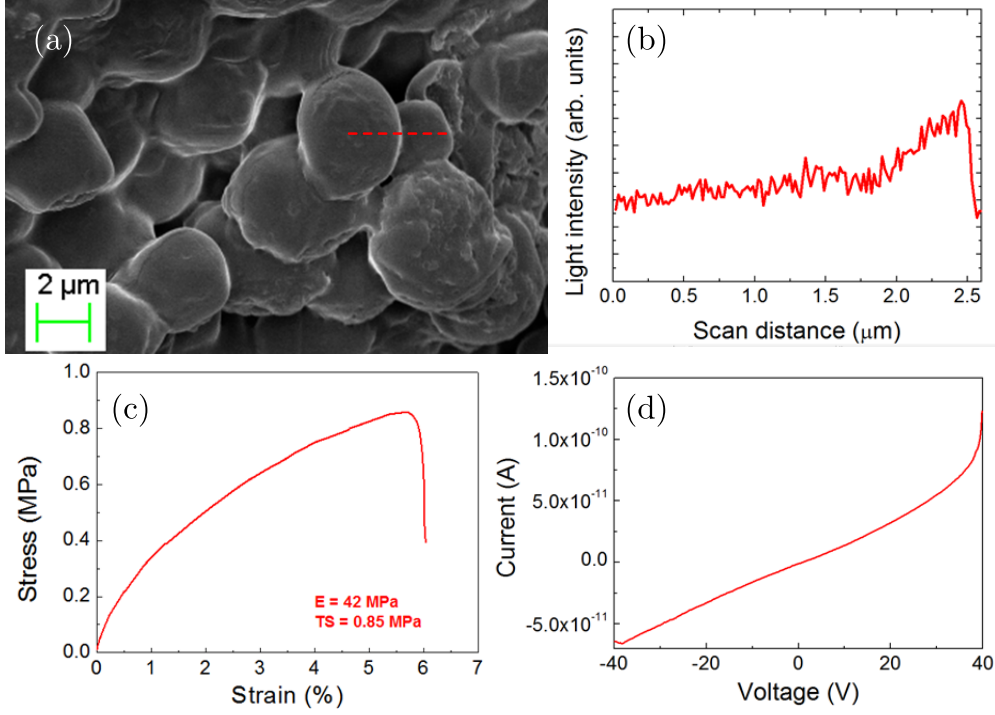 (a)
2 µm
(b)
Light intensity (arb. units)
0.0 0.5 1.0 1.5 2.0 2.5
Scan distance (μm)
(c)
Stress (MPa)
1.0
0.8
0.6
0.4
0.2
0.0
E = 42 MPa
TS = 0.85 MPa
0 1 2 3 4 5 6 7
Strain (%)
(d)
Current (A)
1.5x10⁻¹⁰
1.0x10⁻¹⁰
5.0x10⁻¹¹
0.0
-5.0x10⁻¹¹
-40 -20 0 20 40
Voltage (V)